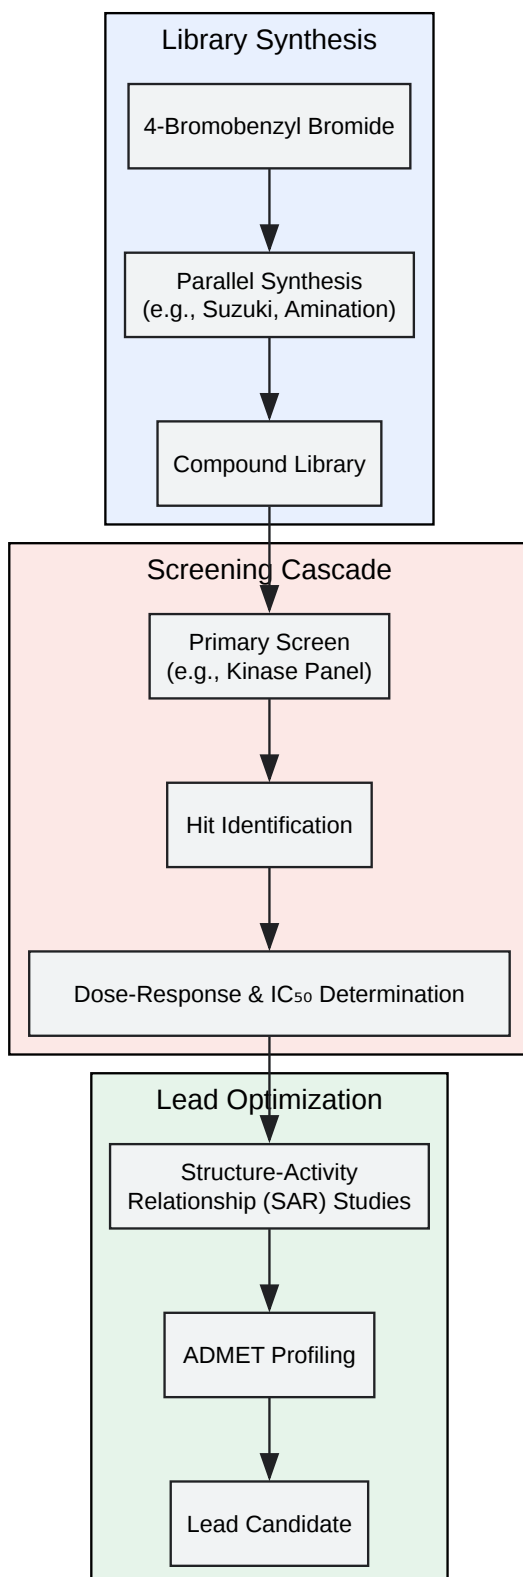 Library Synthesis
4-Bromobenzyl Bromide
Parallel Synthesis
(e.g., Suzuki, Amination)
Compound Library
Screening Cascade
Primary Screen
(e.g., Kinase Panel)
Hit Identification
Dose-Response & IC₅₀ Determination
Lead Optimization
Structure-Activity
Relationship (SAR) Studies
ADMET Profiling
Lead Candidate